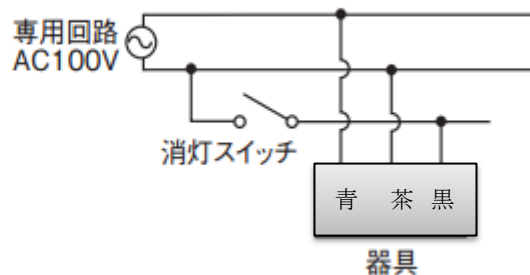 専用回路
AC100V
消灯スイッチ
青 茶 黒
器具